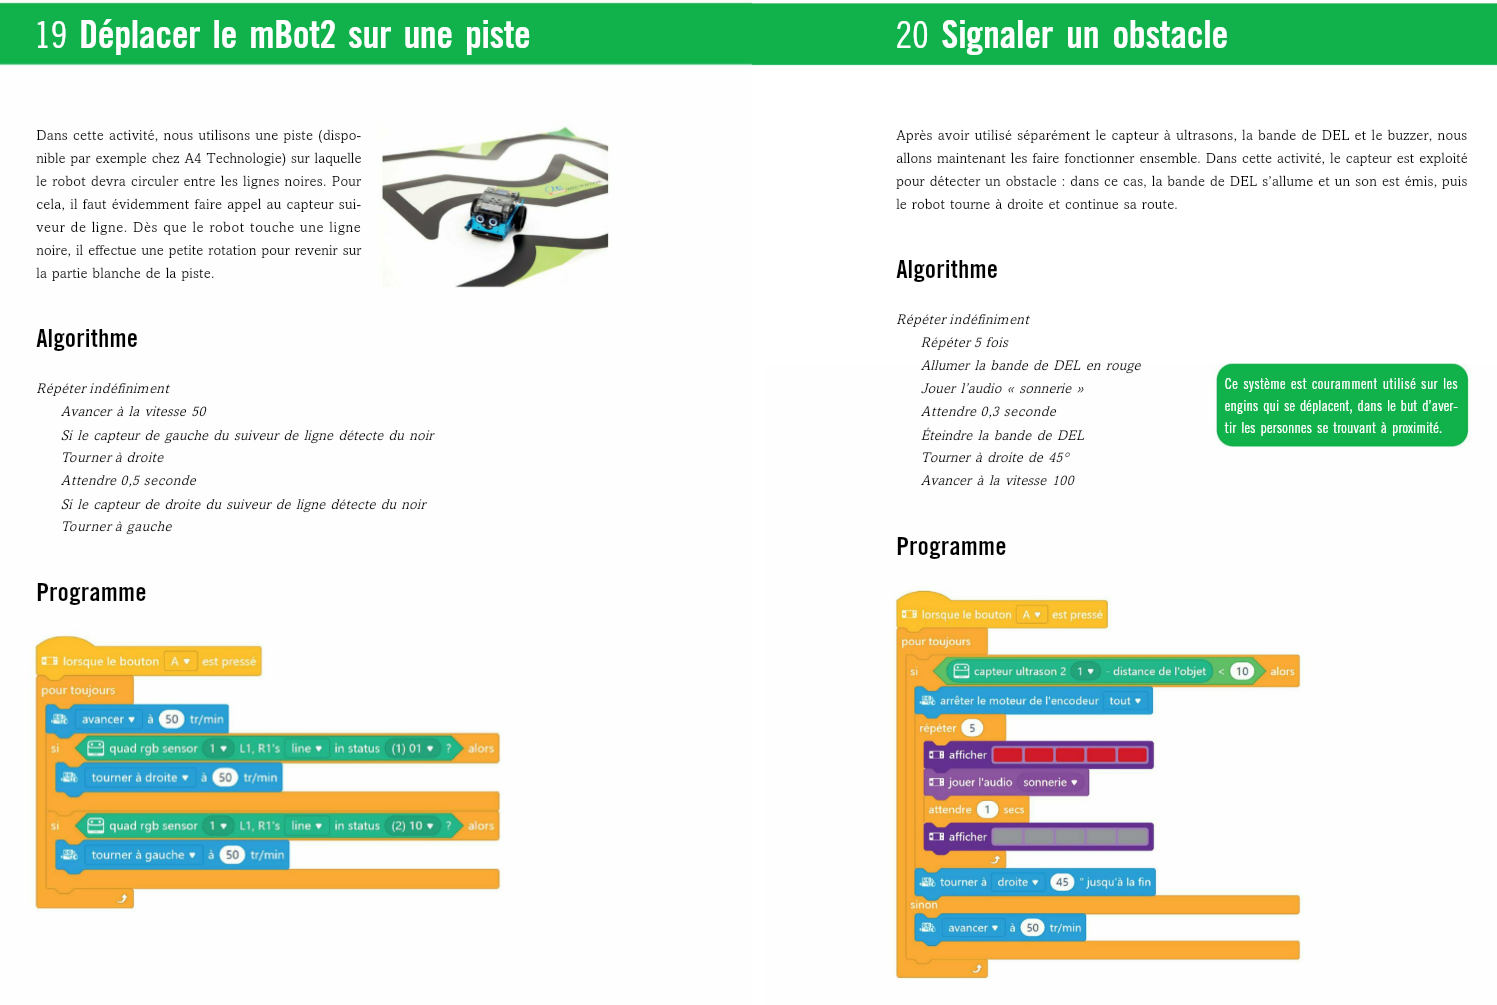 19 Déplacer le mBot2 sur une piste
Dans cette activité, nous utilisons une piste (dispo-
nible par exemple chez A4 Technologie) sur laquelle
le robot devra circuler entre les lignes noires. Pour
cela, il faut évidemment faire appel au capteur sui-
veur de ligne. Dès que le robot touche une ligne
noire, il effectue une petite rotation pour revenir sur
la partie blanche de la piste.
Algorithme
Répéter indéfiniment
Avancer à la vitesse 50
Si le capteur de gauche du suiveur de ligne détecte du noir
Tourner à droite
Attendre 0,5 seconde
Si le capteur de droite du suiveur de ligne détecte du noir
Tourner à gauche
Programme
lorsque le bouton A est pressé
pour toujours
avancer à 50 tr/min
si quad rgb sensor 1 L1, R1's line in status (1) 01 ? alors
tourner à droite à 50 tr/min
si quad rgb sensor 1 L1, R1's line in status (2) 10 ? alors
tourner à gauche à 50 tr/min
20 Signaler un obstacle
Après avoir utilisé séparément le capteur à ultrasons, la bande de DEL et le buzzer, nous
allons maintenant les faire fonctionner ensemble. Dans cette activité, le capteur est exploité
pour détecter un obstacle : dans ce cas, la bande de DEL s'allume et un son est émis, puis
le robot tourne à droite et continue sa route.
Algorithme
Répéter indéfiniment
Répéter 5 fois
Allumer la bande de DEL en rouge
Jouer l'audio « sonnerie »
Attendre 0,3 seconde
Éteindre la bande de DEL
Tourner à droite de 45°
Avancer à la vitesse 100
Ce système est couramment utilisé sur les
engins qui se déplacent, dans le but d'aver-
tir les personnes se trouvant à proximité.
Programme
lorsque le bouton A est pressé
pour toujours
si capteur ultrason 2 1 - distance de l'objet < 10 alors
arrêter le moteur de l'encodeur tout
répéter 5
afficher
jouer l'audio sonnerie
attendre 1 secs
afficher
tourner à droite 45 ° jusqu'à la fin
sinon
avancer à 50 tr/min